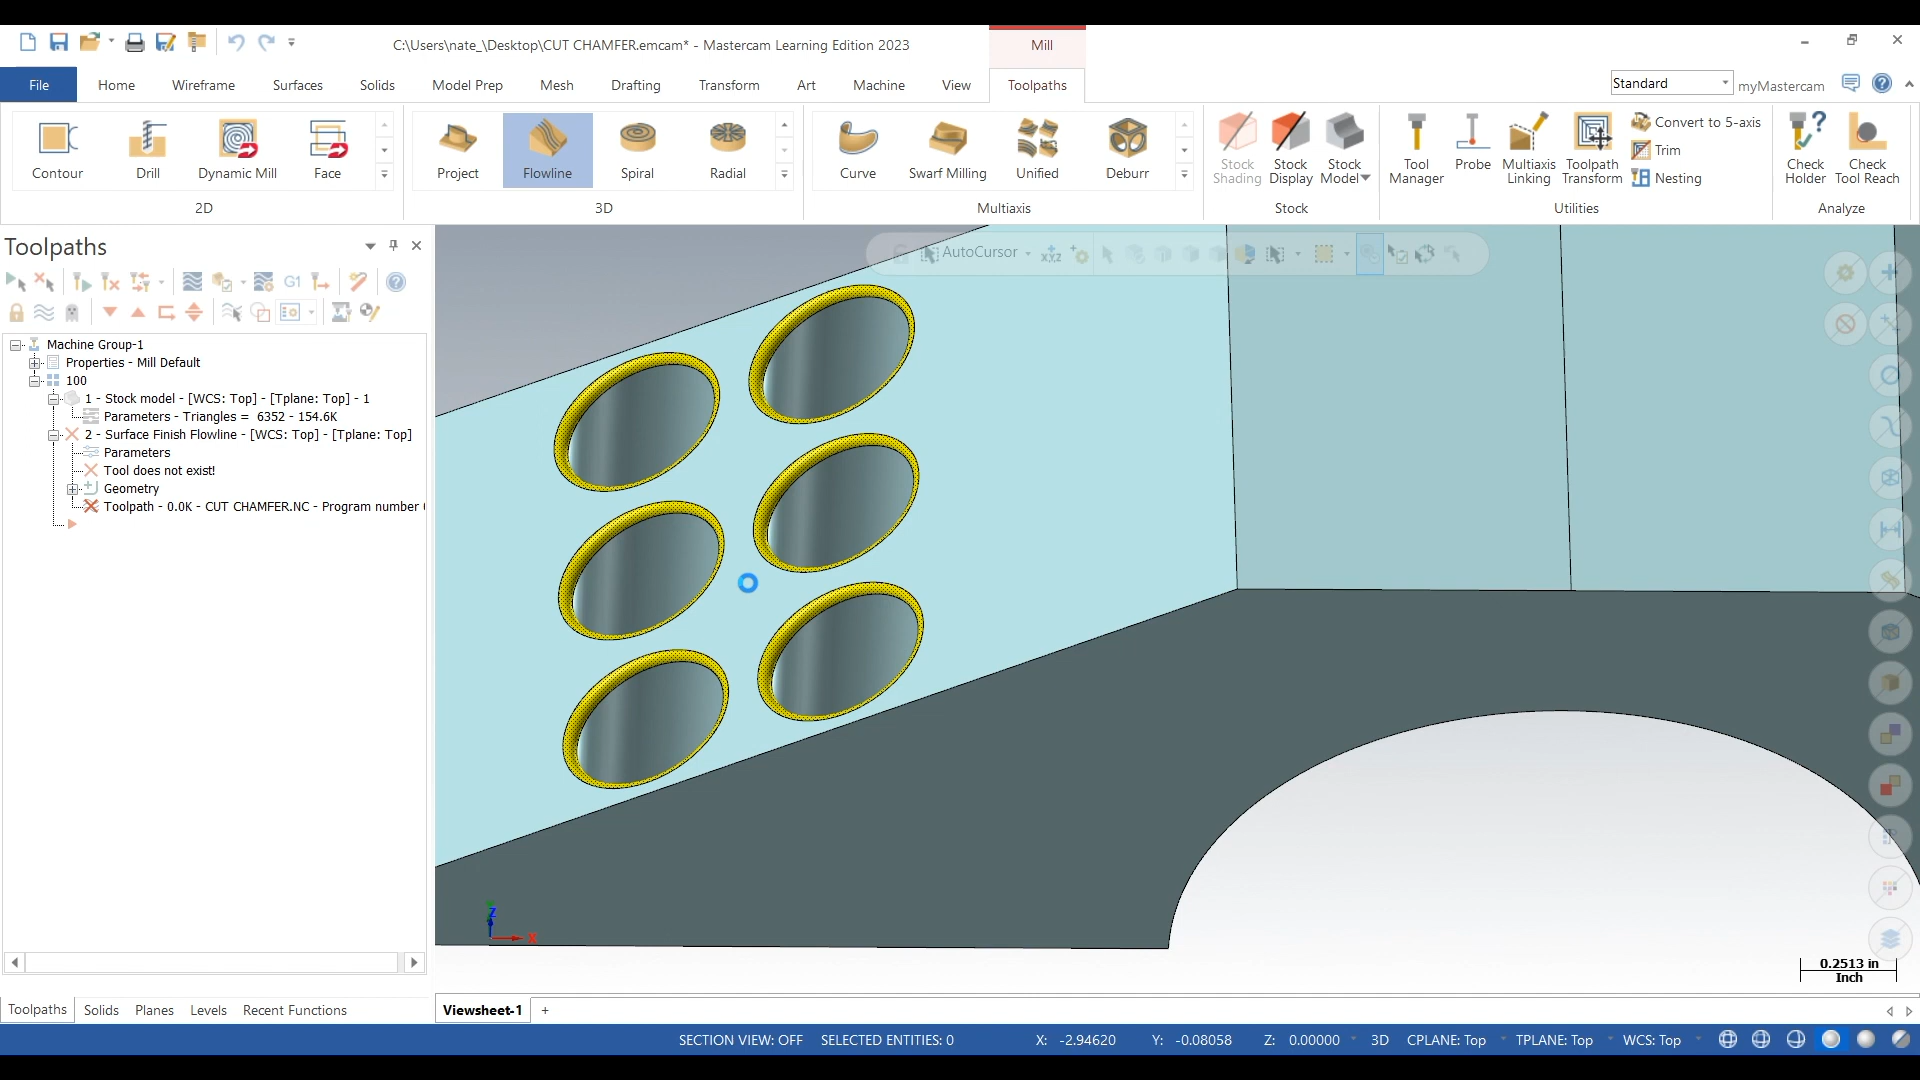 C:\Users\nate_\Desktop\CUT CHAMFER.emcam* - Mastercam Learning Edition 2023
Mill
File
Home
Wireframe
Surfaces
Solids
Model Prep
Mesh
Drafting
Transform
Art
Machine
View
Toolpaths
Standard
myMastercam
Contour
Drill
Dynamic Mill
Face
2D
Project
Flowline
Spiral
Radial
3D
Curve
Swarf Milling
Unified
Deburr
Multiaxis
Stock
Shading
Stock
Display
Stock
Model
Stock
Tool
Manager
Probe
Multiaxis
Linking
Toolpath
Transform
Convert to 5-axis
Trim
Nesting
Utilities
Check
Holder
Check
Tool Reach
Analyze
Toolpaths
G1
Machine Group-1
Properties - Mill Default
100
1 - Stock model - [WCS: Top] - [Tplane: Top] - 1
Parameters - Triangles = 6352 - 154.6K
2 - Surface Finish Flowline - [WCS: Top] - [Tplane: Top]
Parameters
Tool does not exist!
Geometry
Toolpath - 0.0K - CUT CHAMFER.NC - Program number
AutoCursor
XYZ
Z
X
0.2513 in
Inch
Toolpaths
Solids
Planes
Levels
Recent Functions
Viewsheet-1
+
SECTION VIEW: OFF
SELECTED ENTITIES: 0
X: -2.94620
Y: -0.08058
Z: 0.00000
3D
CPLANE: Top
TPLANE: Top
WCS: Top